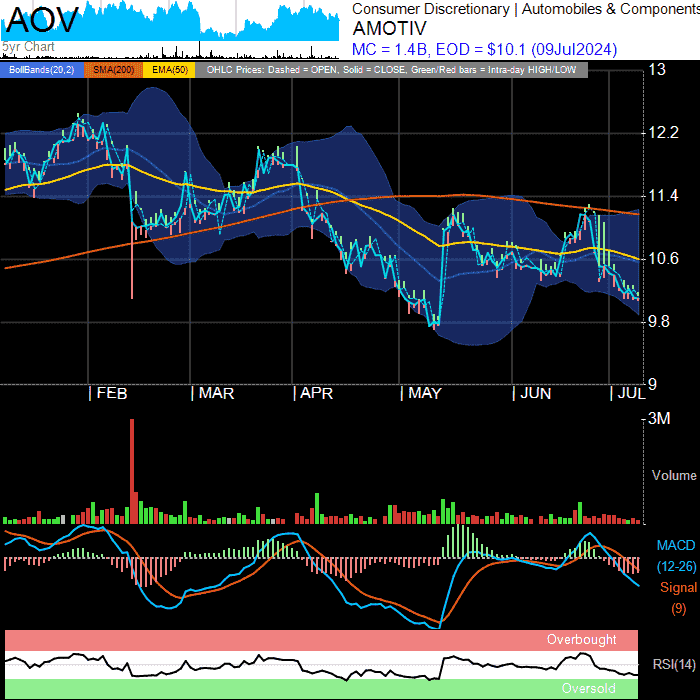 AOV
5yr Chart
Consumer Discretionary | Automobiles & Components
AMOTIV
MC = 1.4B, EOD = $10.1 (09Jul2024)
BollBands(20,2) SMA(200) EMA(50) OHLC Prices: Dashed = OPEN, Solid = CLOSE, Green/Red bars = Intra-day HIGH/LOW
13
12.2
11.4
10.6
9.8
9
| FEB | MAR | APR | MAY | JUN | JUL
3M
Volume
MACD
(12-26)
Signal
(9)
Overbought
RSI(14)
Oversold